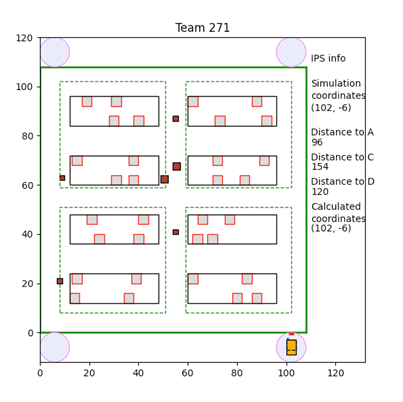 Team 271
IPS info
Simulation
coordinates
(102, -6)
Distance to A
96
Distance to C
154
Distance to D
120
Calculated
coordinates
(102, -6)
120
100
80
60
40
20
0
0
20
40
60
80
100
120